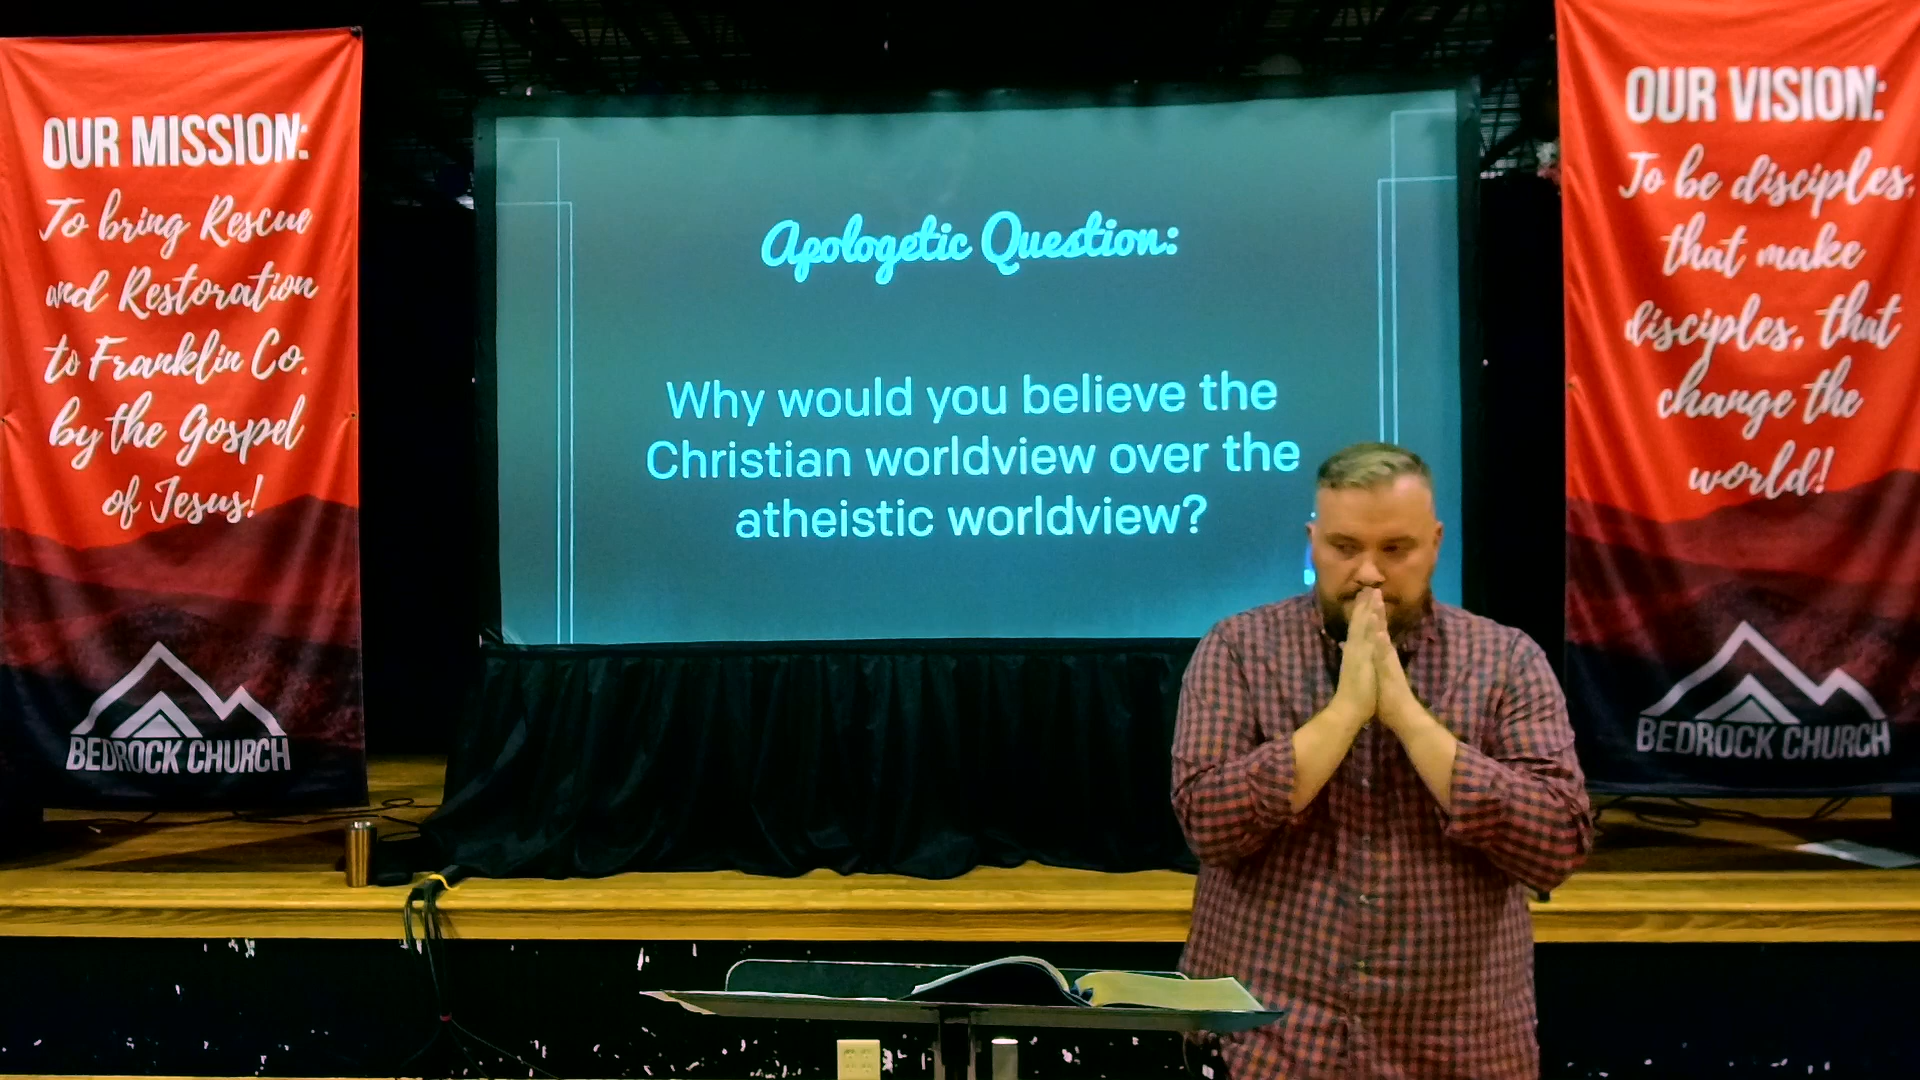 OUR MISSION:
To bring Rescue
and Restoration
to Franklin Co.
by the Gospel
of Jesus!
BEDROCK CHURCH
Apologetic Question:
Why would you believe the
Christian worldview over the
atheistic worldview?
OUR VISION:
To be disciples,
that make
disciples, that
change the
world!
BEDROCK CHURCH